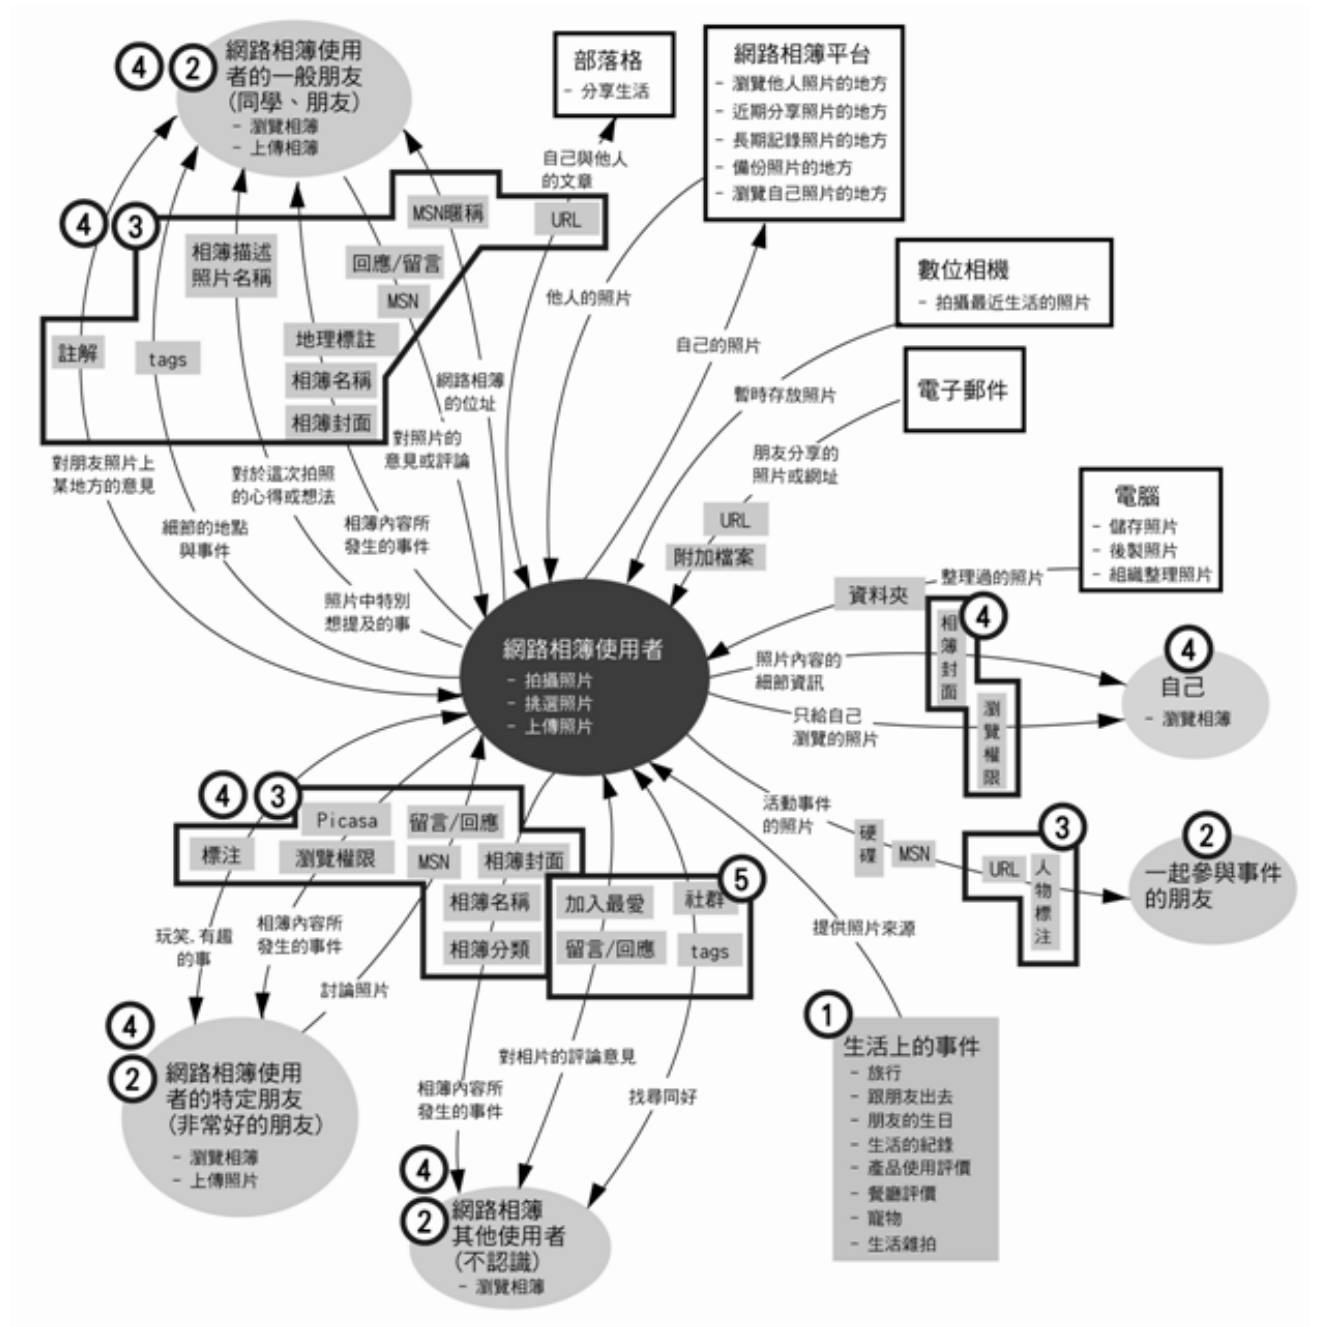 ④ ② 網路相簿使用
者的一般朋友
(同學、朋友)
- 瀏覽相簿
- 上傳相簿
部落格
- 分享生活
網路相簿平台
- 瀏覽他人照片的地方
- 近期分享照片的地方
- 長期記錄照片的地方
- 備份照片的地方
- 瀏覽自己照片的地方
自己與他人
的文章
④ ③
MSN暱稱
URL
相簿描述
照片名稱
回應/留言
MSN
數位相機
- 拍攝最近生活的照片
他人的照片
註解
tags
地理標註
相簿名稱
相簿封面
自己的照片
電子郵件
網路相簿
的位址
暫時存放照片
對照片的
意見或評論
對朋友照片上
某地方的意見
對於這次拍照
的心得或想法
朋友分享的
照片或網址
細節的地點
與事件
相簿內容所
發生的事件
URL
附加檔案
電腦
- 儲存照片
- 後製照片
- 組織整理照片
整理過的照片
資料夾
照片中特別
想提及的事
網路相簿使用者
- 拍攝照片
- 挑選照片
- 上傳照片
④
相
簿
封
面
照片內容的
細節資訊
④
自己
- 瀏覽相簿
只給自己
瀏覽的照片
瀏
覽
權
限
④ ③
Picasa
留言/回應
標注
瀏覽權限
MSN
相簿封面
相簿名稱
相簿分類
⑤
加入最愛
社群
留言/回應
tags
活動事件
的照片
硬
碟
MSN
③
URL
人
物
標
注
②
一起參與事件
的朋友
玩笑,有趣
的事
相簿內容所
發生的事件
討論照片
提供照片來源
④
②
網路相簿使用
者的特定朋友
(非常好的朋友)
- 瀏覽相簿
- 上傳照片
相簿內容所
發生的事件
對相片的評論意見
找尋同好
④
②
網路相簿
其他使用者
(不認識)
- 瀏覽相簿
①
生活上的事件
- 旅行
- 跟朋友出去
- 朋友的生日
- 生活的紀錄
- 產品使用評價
- 餐廳評價
- 寵物
- 生活雜拍